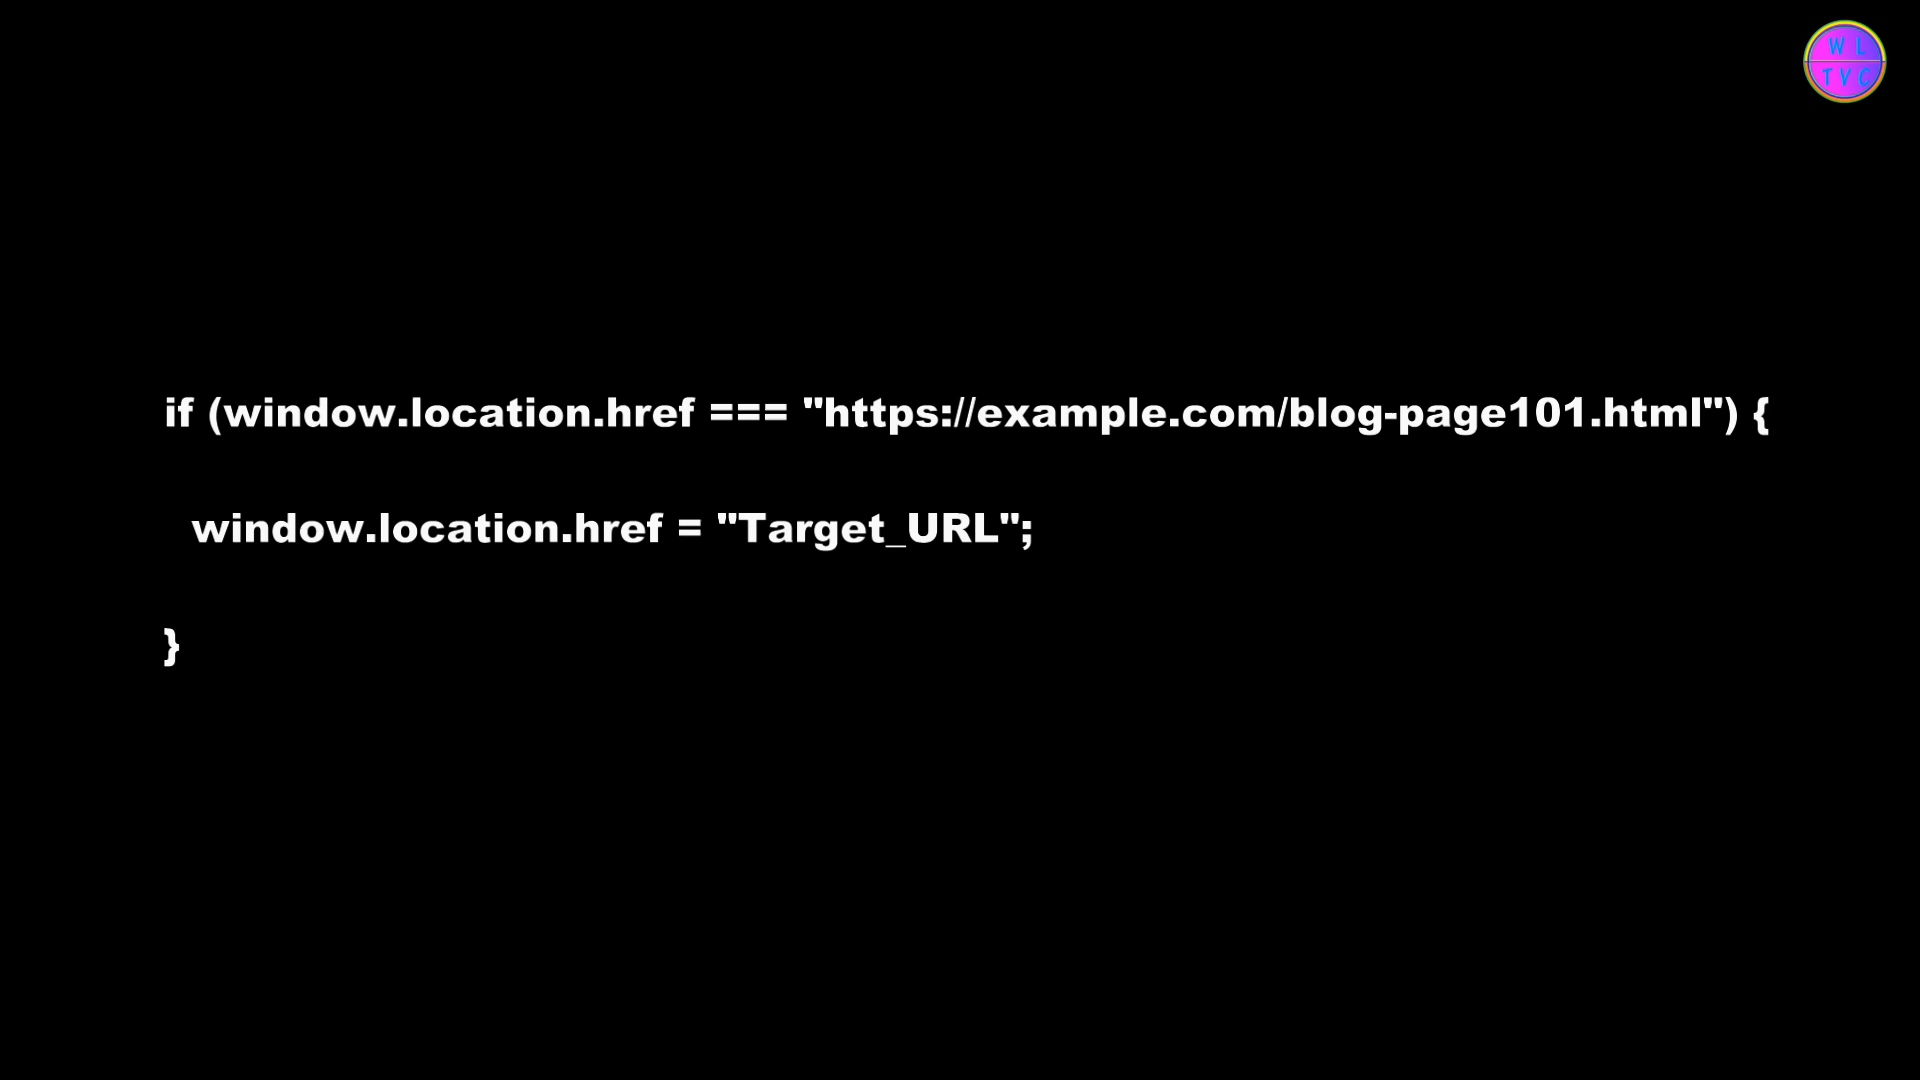 W L
T V C
if (window.location.href === "https://example.com/blog-page101.html") {
window.location.href = "Target_URL";
}